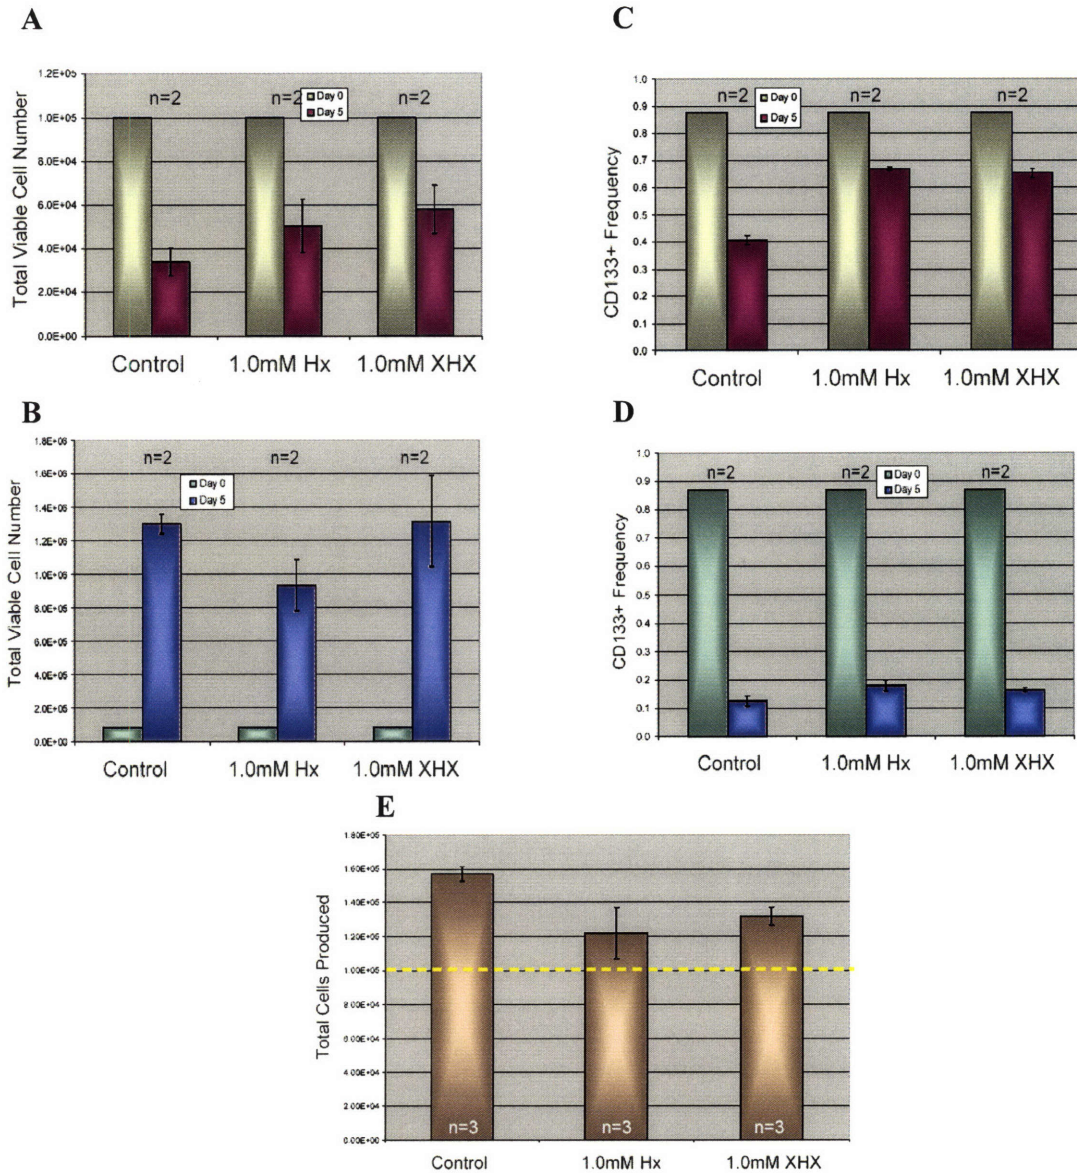 A
Total Viable Cell Number
1.2E+05
1.0E+05
8.0E+04
6.0E+04
4.0E+04
2.0E+04
0.0E+00
n=2
n=2
n=2
Day 0
Day 5
Control
1.0mM Hx
1.0mM XHX
C
CD133+ Frequency
1.0
0.9
0.8
0.7
0.6
0.5
0.4
0.3
0.2
0.1
0.0
n=2
n=2
n=2
Day 0
Day 5
Control
1.0mM Hx
1.0mM XHX
B
Total Viable Cell Number
1.8E+06
1.6E+06
1.4E+06
1.2E+06
1.0E+06
8.0E+05
6.0E+05
4.0E+05
2.0E+05
0.0E+00
n=2
n=2
n=2
Day 0
Day 5
Control
1.0mM Hx
1.0mM XHX
D
CD133+ Frequency
1.0
0.9
0.8
0.7
0.6
0.5
0.4
0.3
0.2
0.1
0.0
n=2
n=2
n=2
Day 0
Day 5
Control
1.0mM Hx
1.0mM XHX
E
Total Cells Produced
1.80E+05
1.60E+05
1.40E+05
1.20E+05
1.00E+05
8.00E+04
6.00E+04
4.00E+04
2.00E+04
0.00E+00
n=3
n=3
n=3
Control
1.0mM Hx
1.0mM XHX